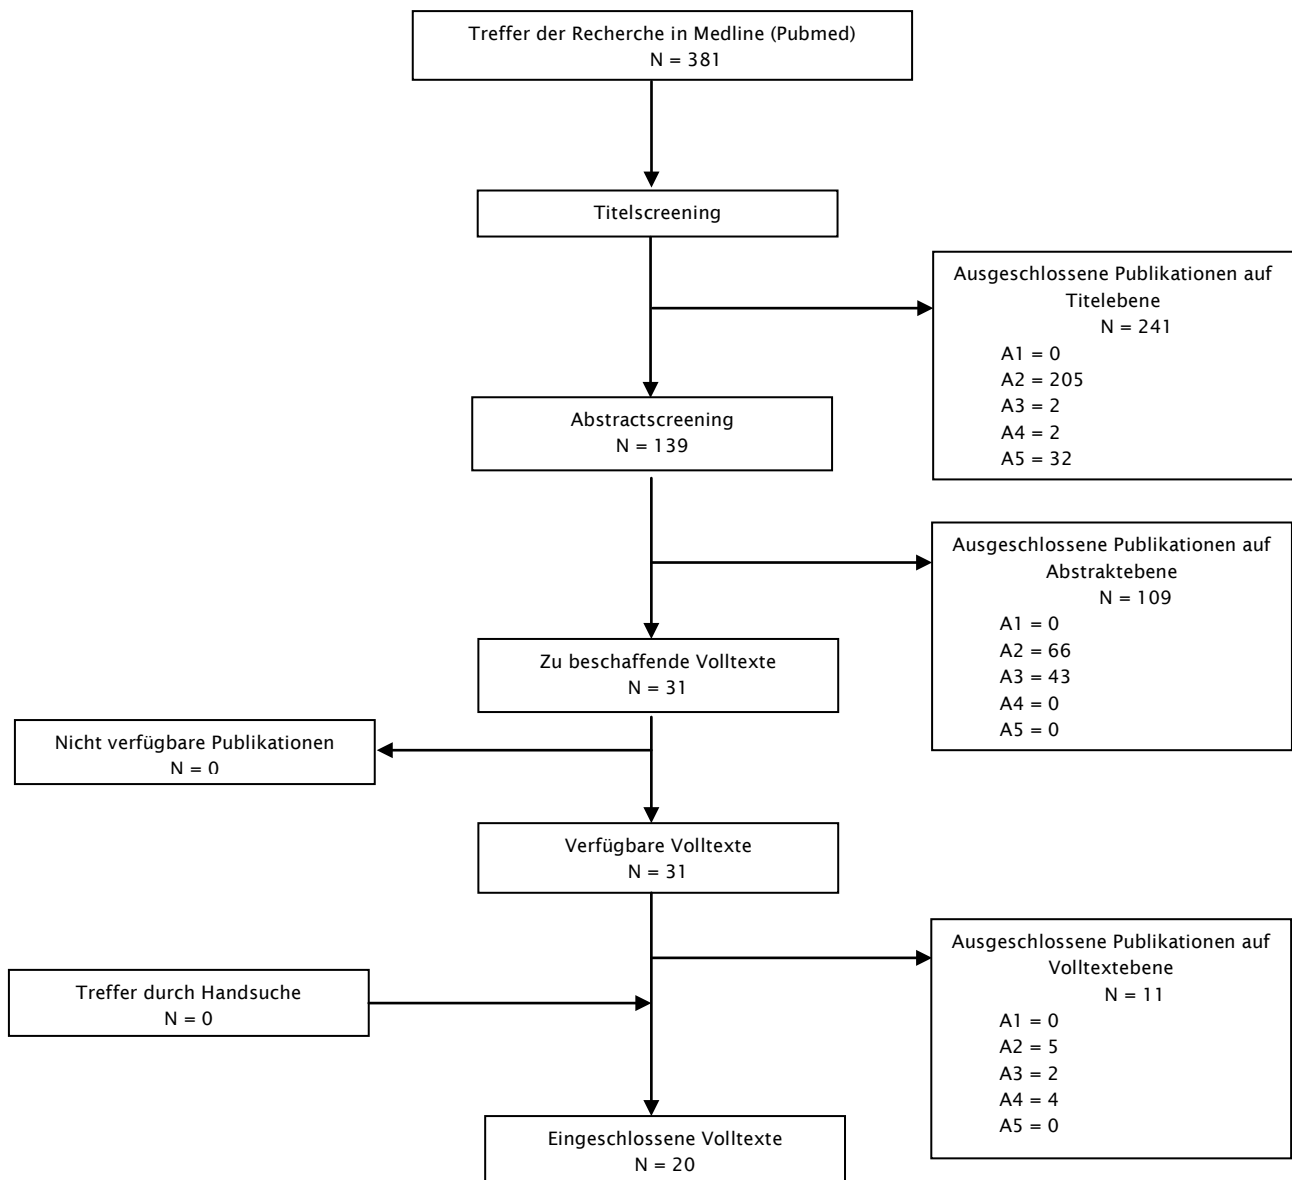 Treffer der Recherche in Medline (Pubmed)
N = 381
Titelscreening
Ausgeschlossene Publikationen auf
Titelebene
N = 241
A1 = 0
A2 = 205
A3 = 2
A4 = 2
A5 = 32
Abstractscreening
N = 139
Ausgeschlossene Publikationen auf
Abstraktebene
N = 109
A1 = 0
A2 = 66
A3 = 43
A4 = 0
A5 = 0
Zu beschaffende Volltexte
N = 31
Nicht verfügbare Publikationen
N = 0
Verfügbare Volltexte
N = 31
Ausgeschlossene Publikationen auf
Volltextebene
N = 11
A1 = 0
A2 = 5
A3 = 2
A4 = 4
A5 = 0
Treffer durch Handsuche
N = 0
Eingeschlossene Volltexte
N = 20